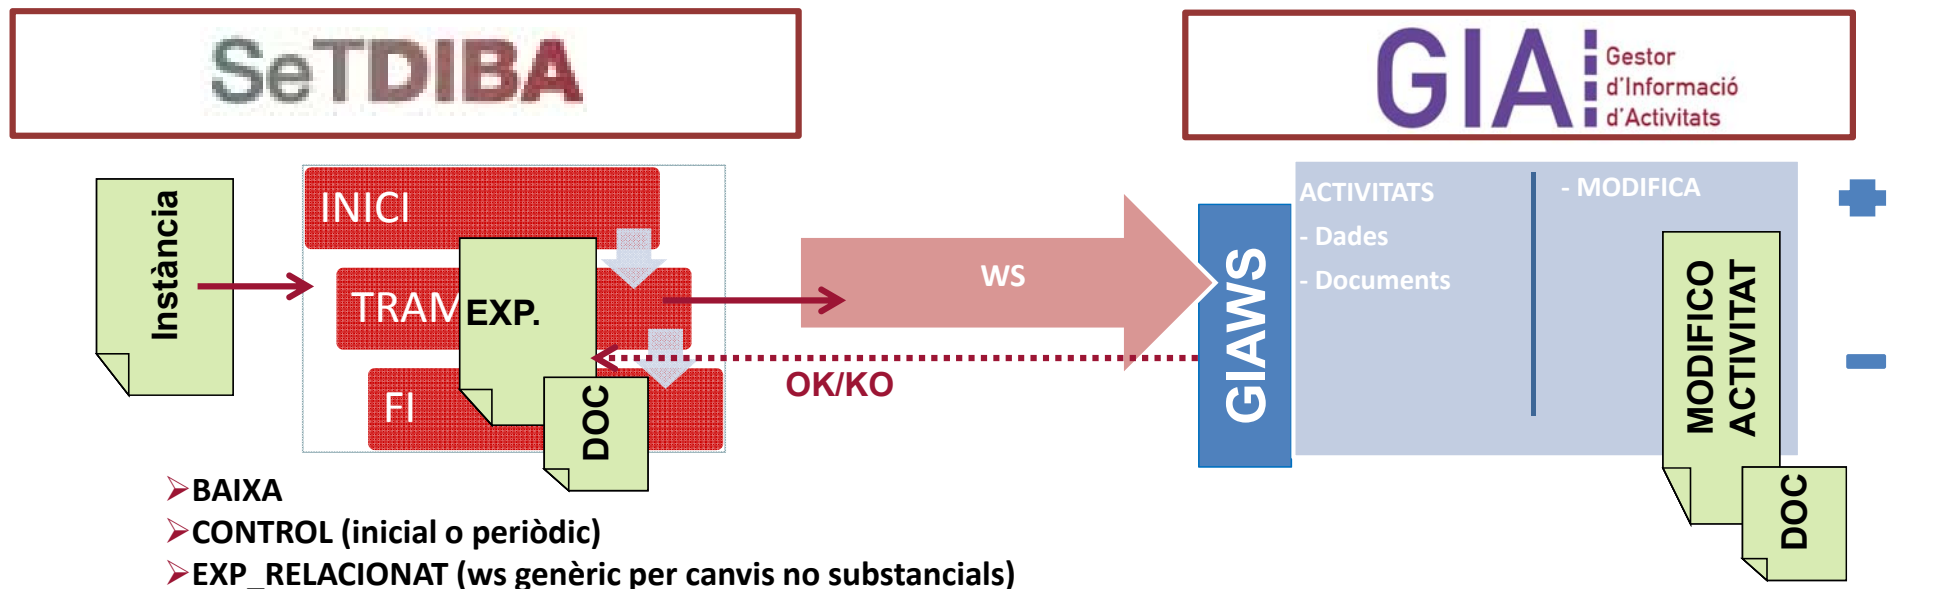 SeTDIBA
GIA
Gestor
d'Informació
d'Activitats
Instància
INICI
TRAM
EXP.
FI
DOC
WS
OK/KO
GIAWS
ACTIVITATS
- Dades
- Documents
- MODIFICA
MODIFICO
ACTIVITAT
DOC
➢BAIXA
➢CONTROL (inicial o periòdic)
➢EXP_RELACIONAT (ws genèric per canvis no substancials)